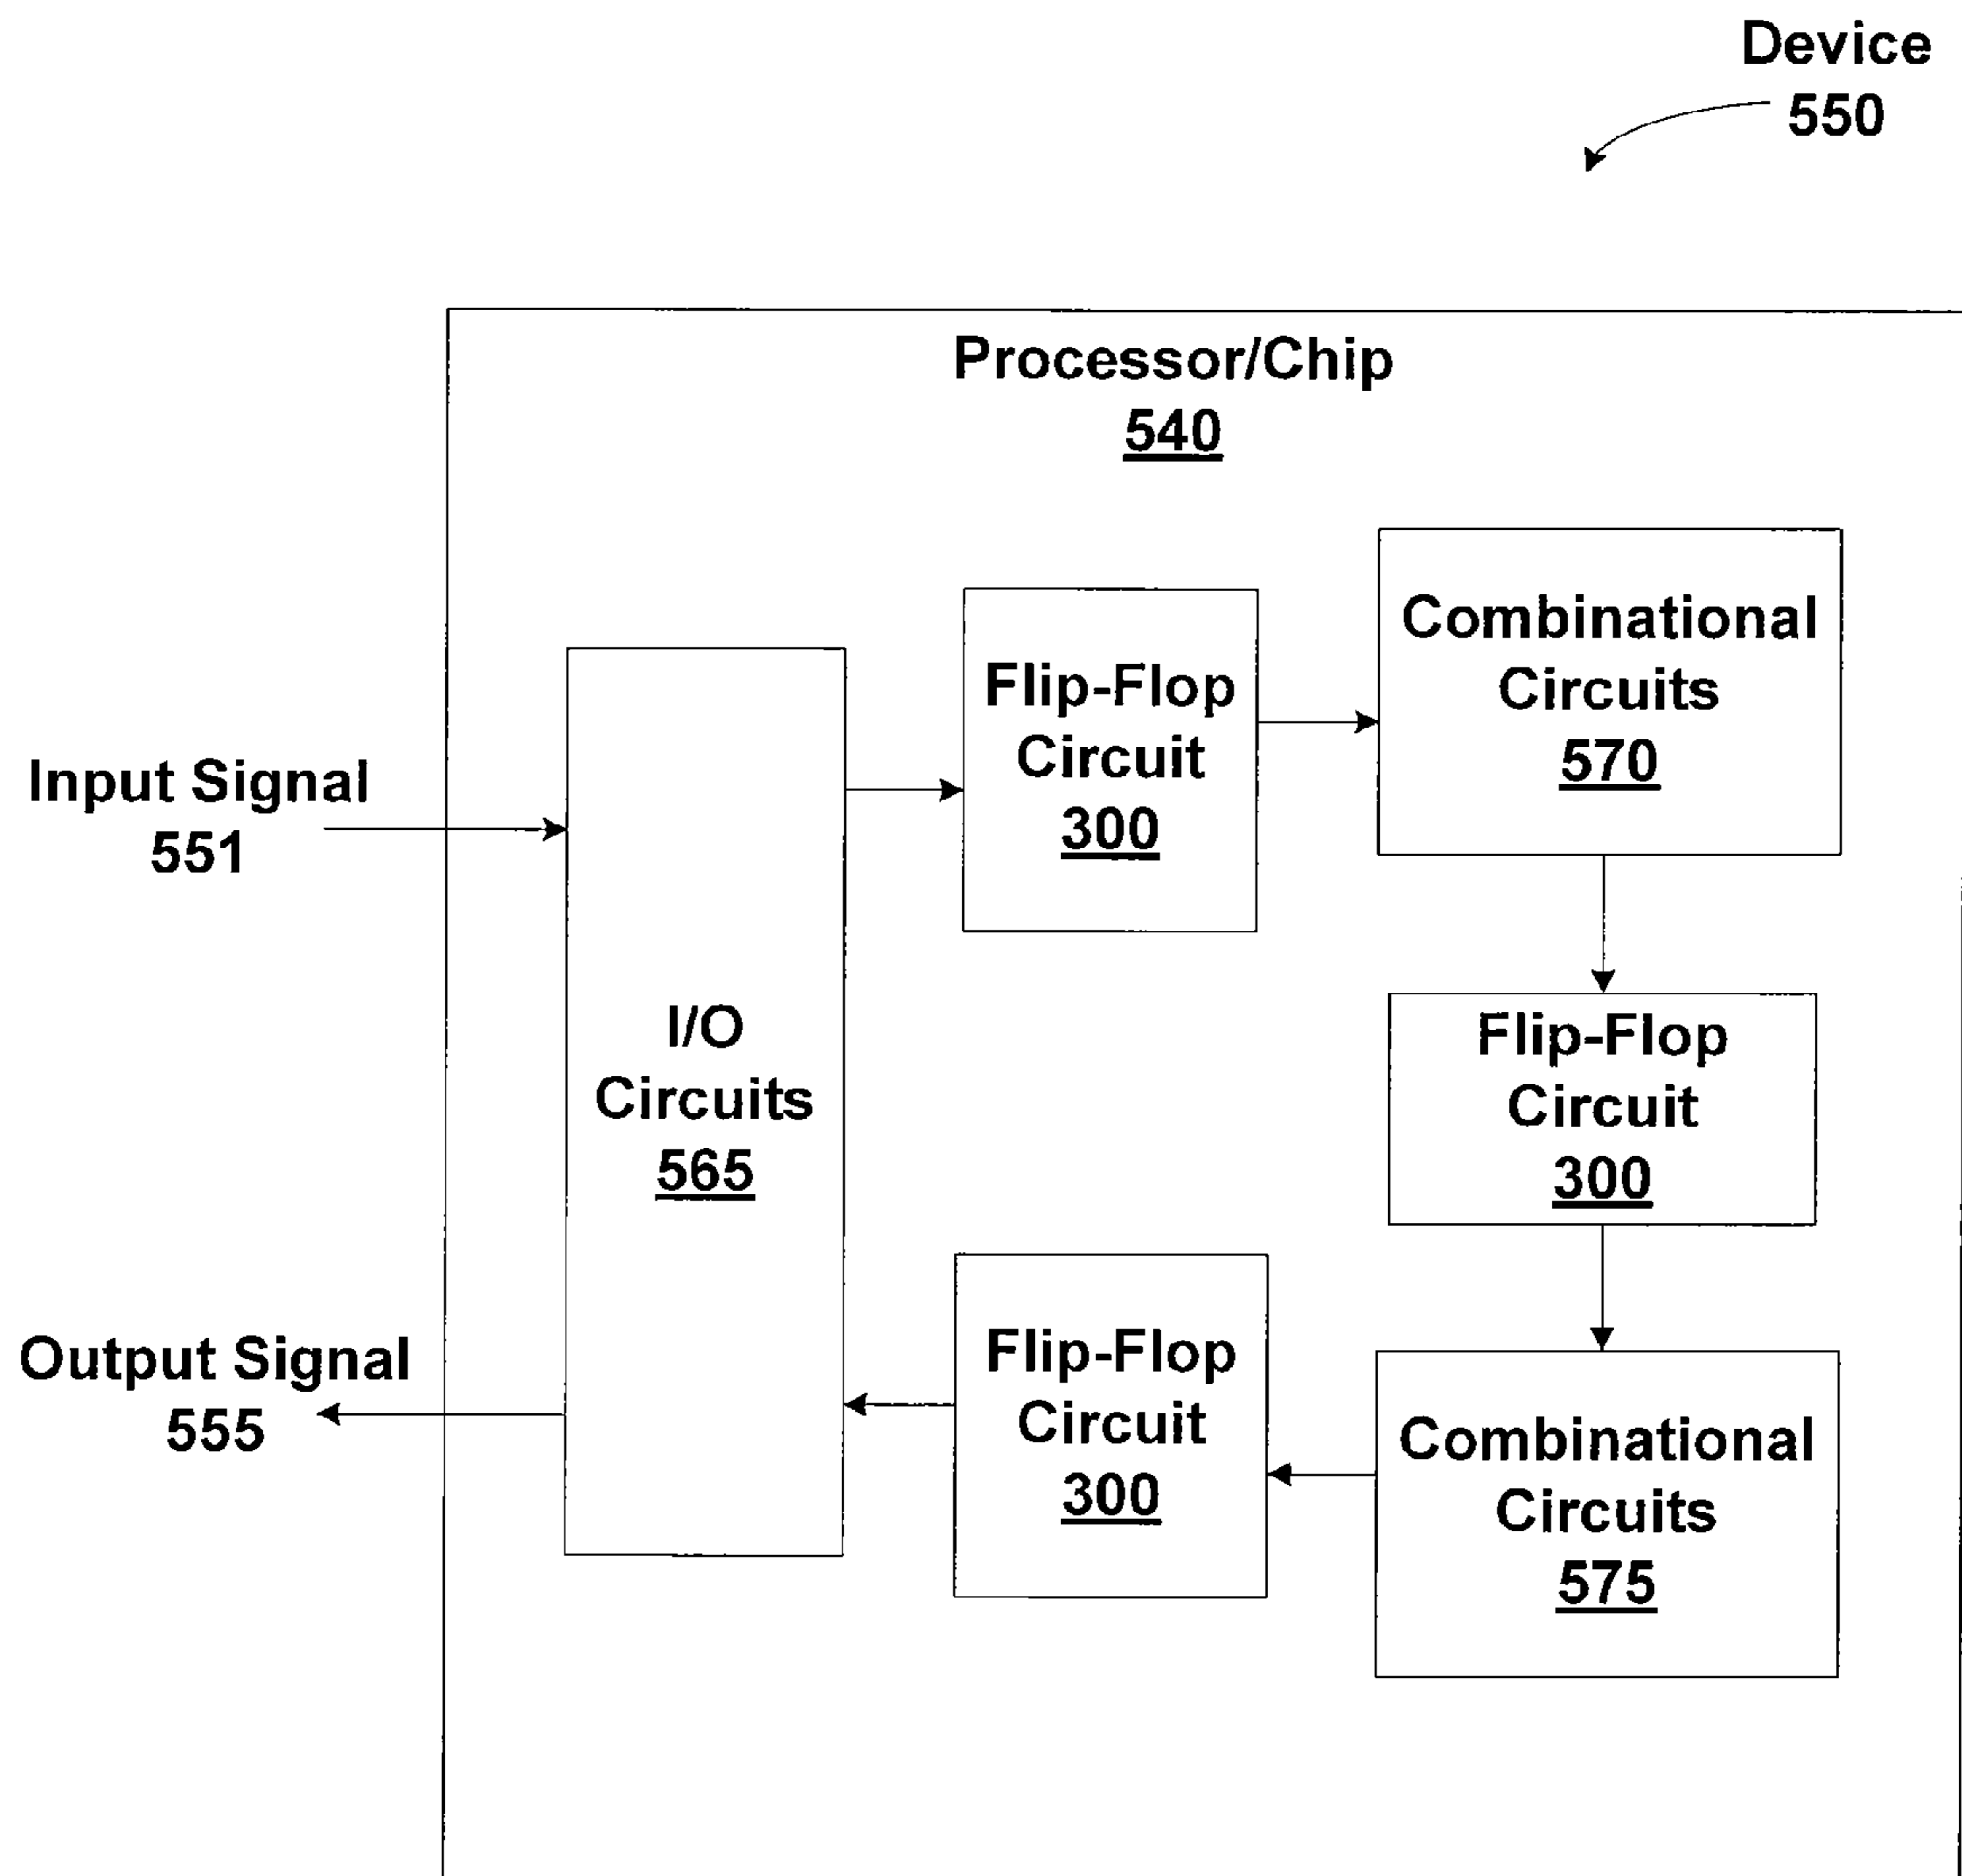 Device
550
Processor/Chip
540
Combinational
Circuits
570
Flip-Flop
Circuit
300
Input Signal
551
I/O
Circuits
565
Flip-Flop
Circuit
300
Output Signal
555
Flip-Flop
Circuit
300
Combinational
Circuits
575